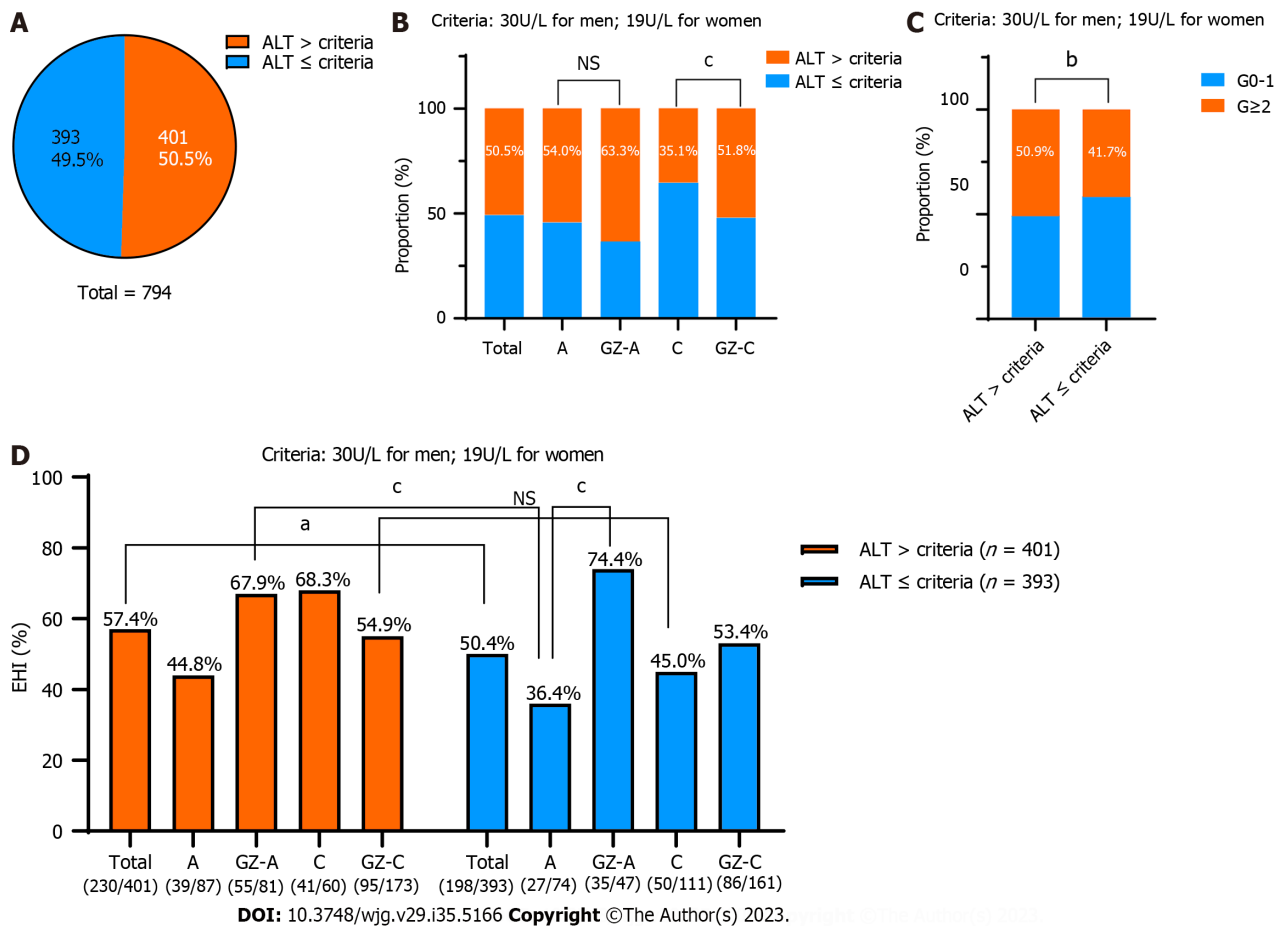 A
ALT > criteria
ALT ≤ criteria
393
49.5%
401
50.5%
Total = 794
B
Criteria: 30U/L for men; 19U/L for women
ALT > criteria
ALT ≤ criteria
NS
c
Proportion (%)
100
50
0
50.5%
54.0%
63.3%
35.1%
51.8%
Total
A
GZ-A
C
GZ-C
C
Criteria: 30U/L for men; 19U/L for women
G0-1
G≥2
b
Proportion (%)
100
50
0
50.9%
41.7%
ALT > criteria
ALT ≤ criteria
D
Criteria: 30U/L for men; 19U/L for women
EHI (%)
100
80
60
40
20
0
c
NS
c
a
57.4%
44.8%
67.9%
68.3%
54.9%
50.4%
36.4%
74.4%
45.0%
53.4%
ALT > criteria (n = 401)
ALT ≤ criteria (n = 393)
Total A GZ-A C GZ-C Total A GZ-A C GZ-C
(230/401) (39/87) (55/81) (41/60) (95/173) (198/393) (27/74) (35/47) (50/111) (86/161)
DOI: 10.3748/wjg.v29.i35.5166 Copyright ©The Author(s) 2023.